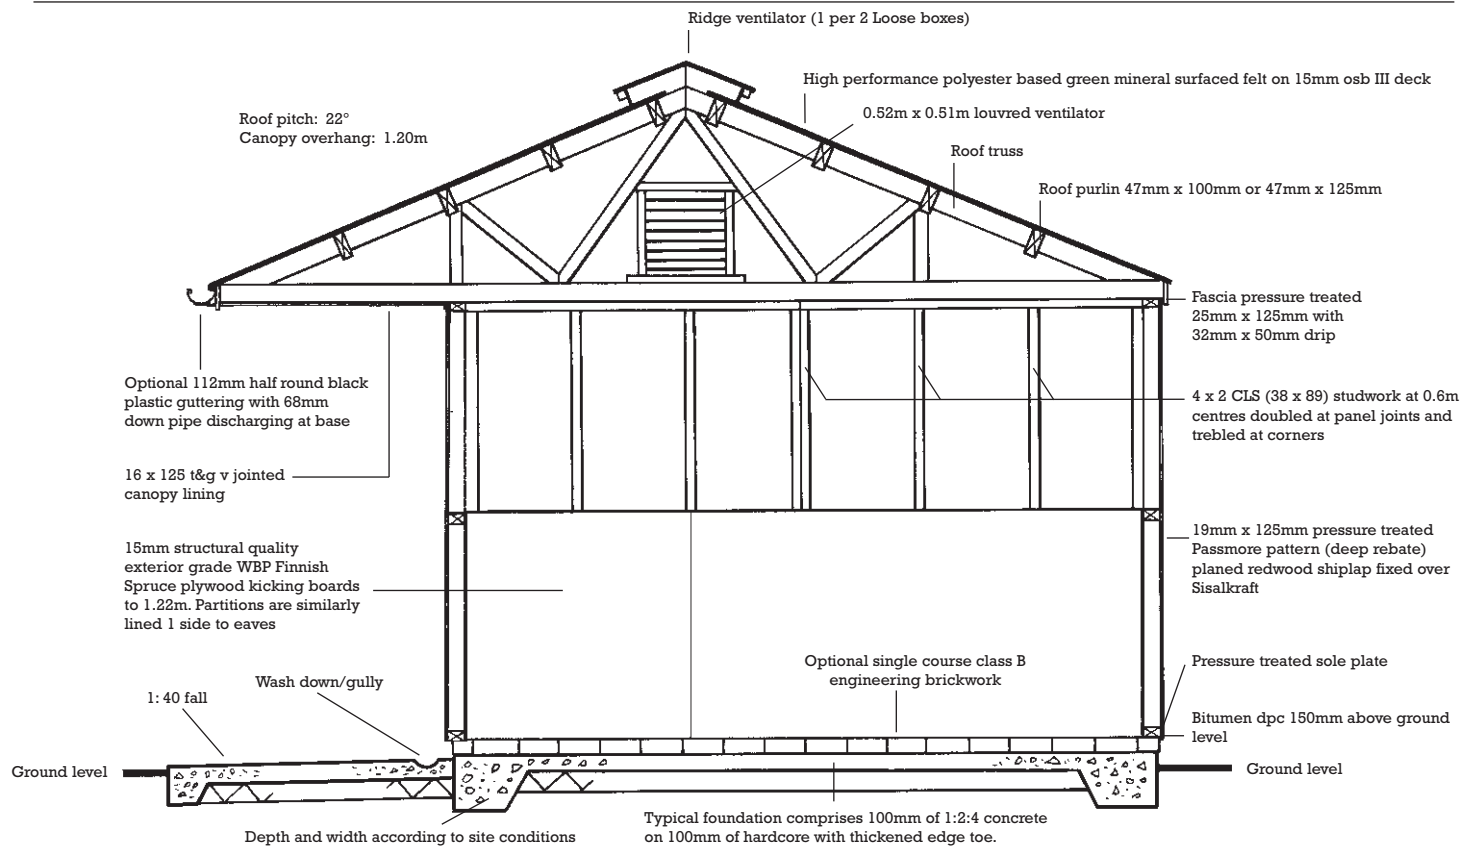 Ridge ventilator (1 per 2 Loose boxes)
High performance polyester based green mineral surfaced felt on 15mm osb III deck
0.52m x 0.51m louvred ventilator
Roof pitch: 22°
Canopy overhang: 1.20m
Roof truss
Roof purlin 47mm x 100mm or 47mm x 125mm
Fascia pressure treated
25mm x 125mm with
32mm x 50mm drip
Optional 112mm half round black
plastic guttering with 68mm
down pipe discharging at base
4 x 2 CLS (38 x 89) studwork at 0.6m
centres doubled at panel joints and
trebled at corners
16 x 125 t&g v jointed
canopy lining
19mm x 125mm pressure treated
Passmore pattern (deep rebate)
planed redwood shiplap fixed over
Sisalkraft
15mm structural quality
exterior grade WBP Finnish
Spruce plywood kicking boards
to 1.22m. Partitions are similarly
lined 1 side to eaves
Optional single course class B
engineering brickwork
Pressure treated sole plate
Wash down/gully
1: 40 fall
Bitumen dpc 150mm above ground
level
Ground level
Ground level
Depth and width according to site conditions
Typical foundation comprises 100mm of 1:2:4 concrete
on 100mm of hardcore with thickened edge toe.